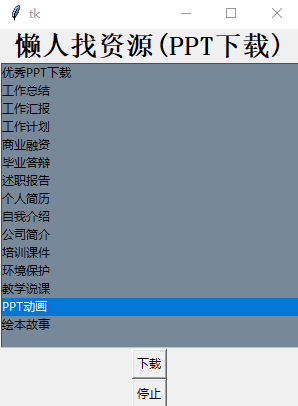 tk
懒人找资源(PPT下载)
优秀PPT下载
工作总结
工作汇报
工作计划
商业融资
毕业答辩
述职报告
个人简历
自我介绍
公司简介
培训课件
环境保护
教学说课
PPT动画
绘本故事
下载
停止